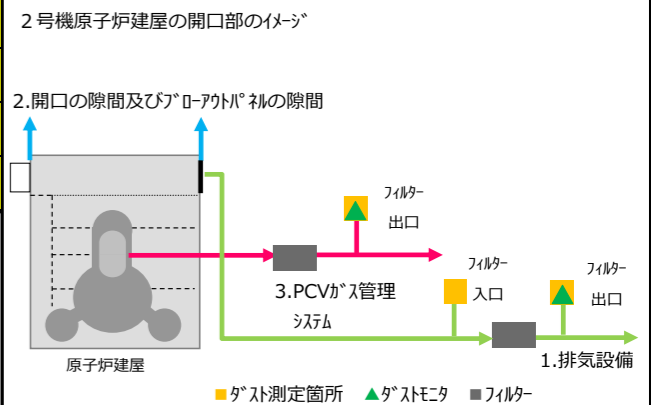 ２号機原子炉建屋の開口部のｲﾒｰｼﾞ
2.開口の隙間及びﾌﾞﾛｰｱｳﾄﾊﾟﾈﾙの隙間
ﾌｨﾙﾀｰ
出口
3.PCVｶﾞｽ管理
ｼｽﾃﾑ
ﾌｨﾙﾀｰ
入口
ﾌｨﾙﾀｰ
出口
1.排気設備
原子炉建屋
■ﾀﾞｽﾄ測定箇所 ▲ﾀﾞｽﾄﾓﾆﾀ ■ﾌｨﾙﾀｰ